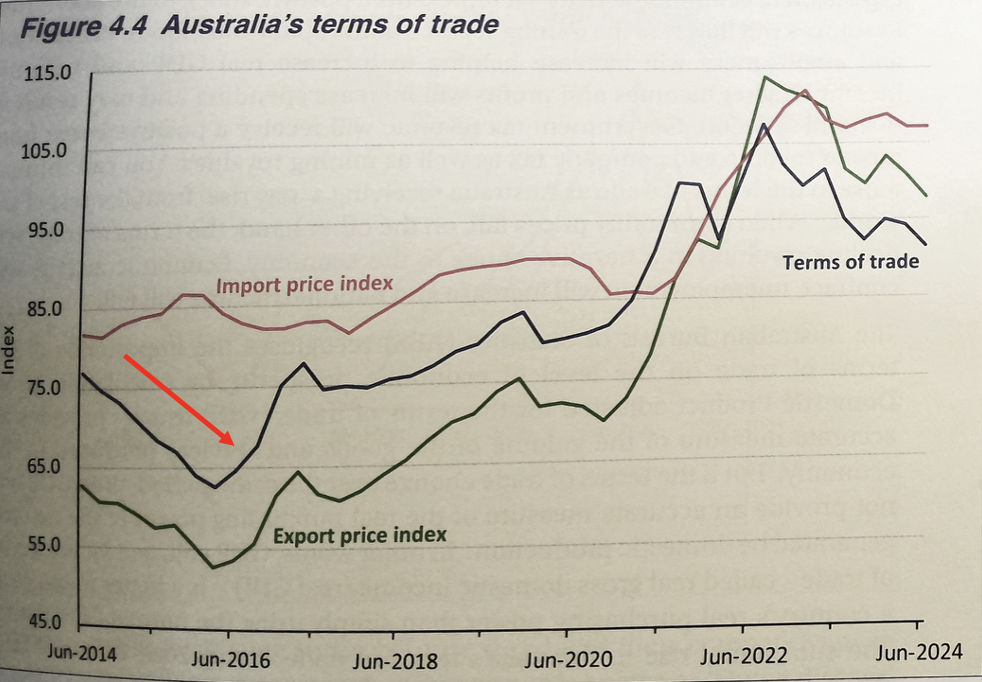 Figure 4.4 Australia's terms of trade
115.0
105.0
95.0
85.0
75.0
65.0
55.0
45.0
Index
Import price index
Terms of trade
Export price index
Jun-2014
Jun-2016
Jun-2018
Jun-2020
Jun-2022
Jun-2024